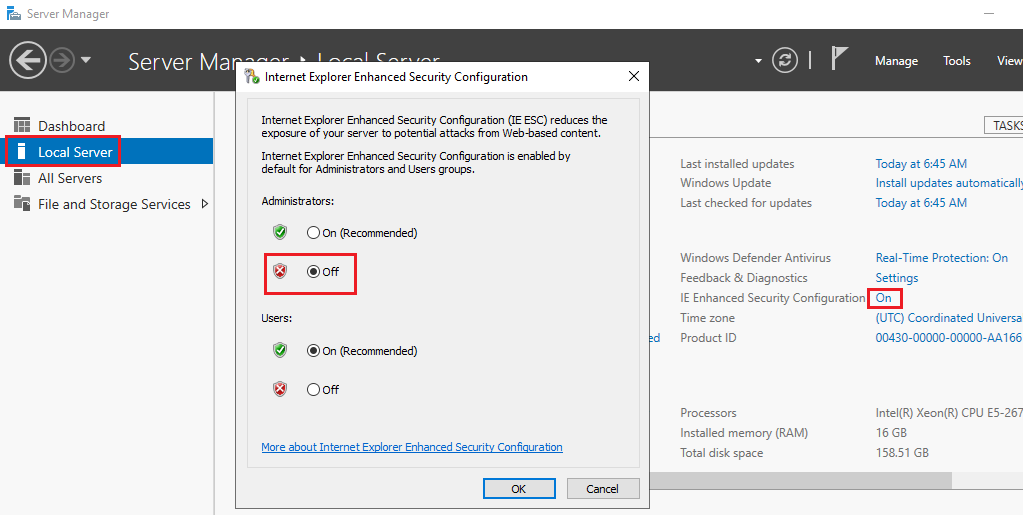 Server Manager
Server Manager ▸ Local Server
Manage
Tools
View
Internet Explorer Enhanced Security Configuration
Internet Explorer Enhanced Security Configuration (IE ESC) reduces the
exposure of your server to potential attacks from Web-based content.
Internet Explorer Enhanced Security Configuration is enabled by
default for Administrators and Users groups.
Administrators:
On (Recommended)
Off
Users:
On (Recommended)
Off
More about Internet Explorer Enhanced Security Configuration
OK
Cancel
Dashboard
Local Server
All Servers
File and Storage Services
TASKS
Last installed updates
Today at 6:45 AM
Windows Update
Install updates automatically
Last checked for updates
Today at 6:45 AM
Windows Defender Antivirus
Real-Time Protection: On
Feedback & Diagnostics
Settings
IE Enhanced Security Configuration
On
Time zone
(UTC) Coordinated Universa
ed
Product ID
00430-00000-00000-AA166
Processors
Intel(R) Xeon(R) CPU E5-267
Installed memory (RAM)
16 GB
Total disk space
158.51 GB